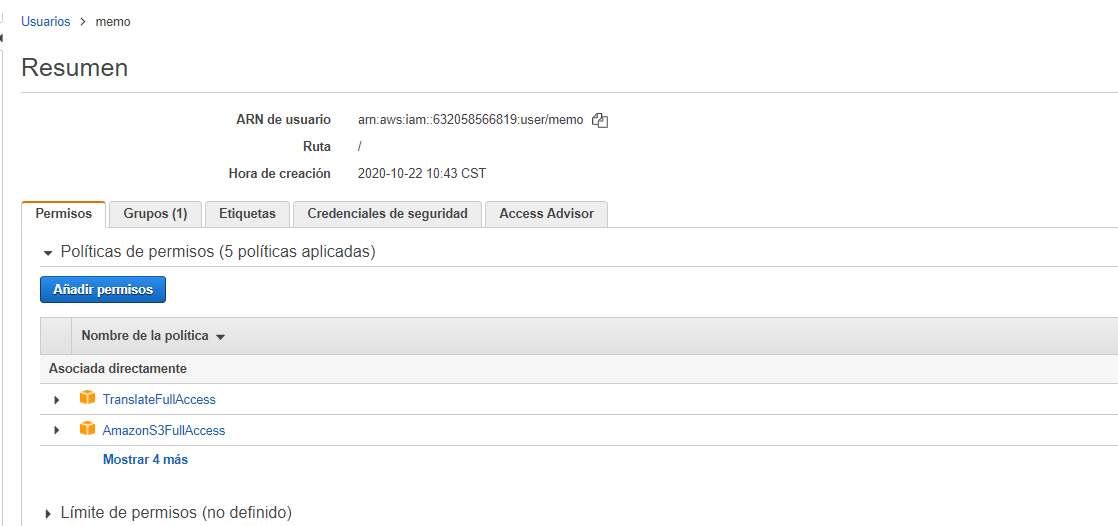 Usuarios > memo
Resumen
ARN de usuario arn:aws:iam::632058566819:user/memo
Ruta /
Hora de creación 2020-10-22 10:43 CST
Permisos Grupos (1) Etiquetas Credenciales de seguridad Access Advisor
Políticas de permisos (5 políticas aplicadas)
Añadir permisos
Nombre de la política
Asociada directamente
TranslateFullAccess
AmazonS3FullAccess
Mostrar 4 más
Límite de permisos (no definido)